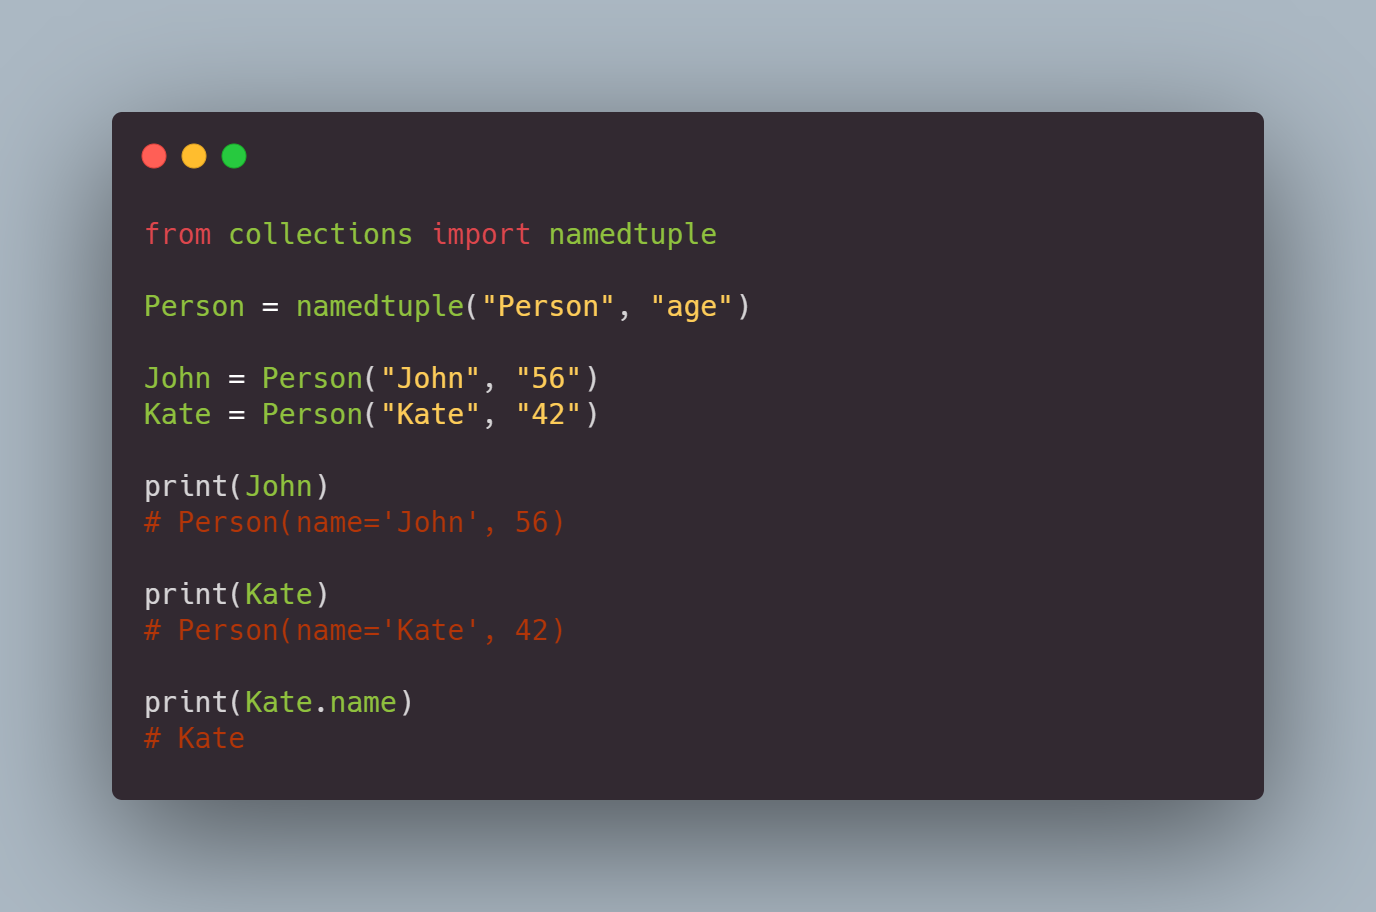 from collections import namedtuple
Person = namedtuple("Person", "age")
John = Person("John", "56")
Kate = Person("Kate", "42")
print(John)
# Person(name='John', 56)
print(Kate)
# Person(name='Kate', 42)
print(Kate.name)
# Kate